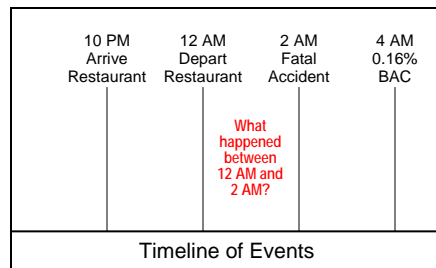 10 PM
Arrive
Restaurant
12 AM
Depart
Restaurant
2 AM
Fatal
Accident
4 AM
0.16%
BAC
What
happened
between
12 AM and
2 AM?
Timeline of Events